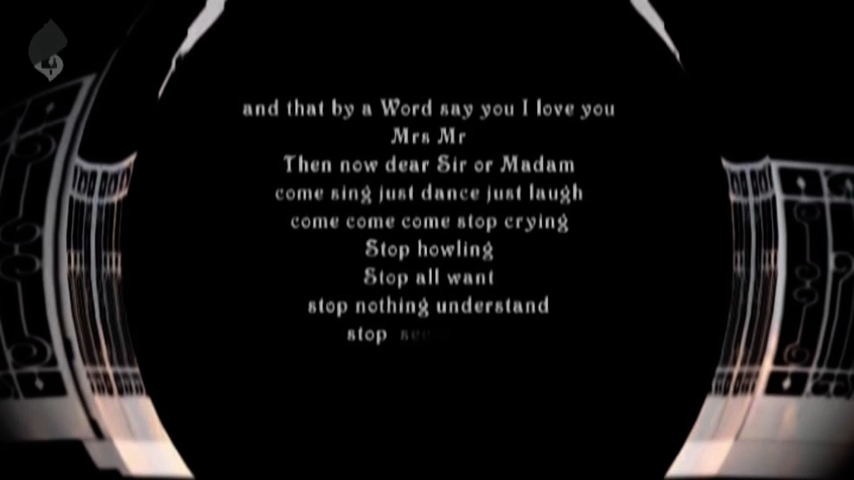 and that by a Word say you I love you
Mrs Mr
Then now dear Sir or Madam
come sing just dance just laugh
come come come stop crying
Stop howling
Stop all want
stop nothing understand
stop